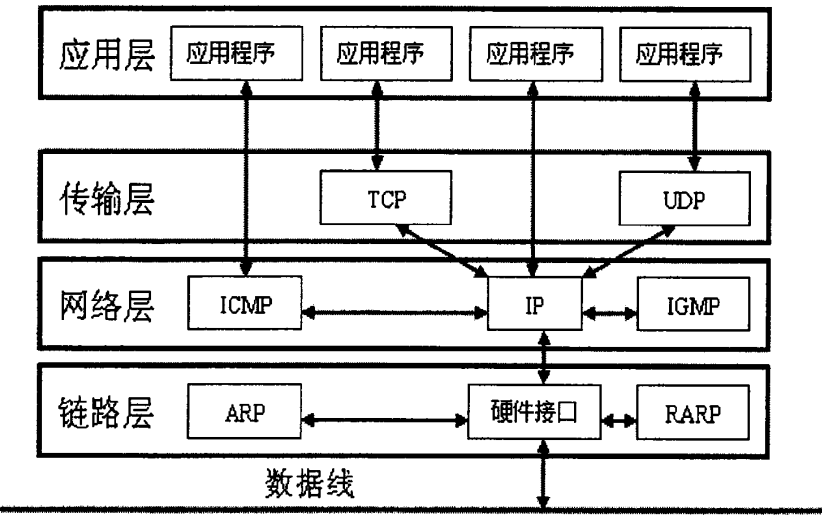 应用层 应用程序 应用程序 应用程序 应用程序
传输层 TCP UDP
网络层 ICMP IP IGMP
链路层 ARP 硬件接口 RARP
数据线